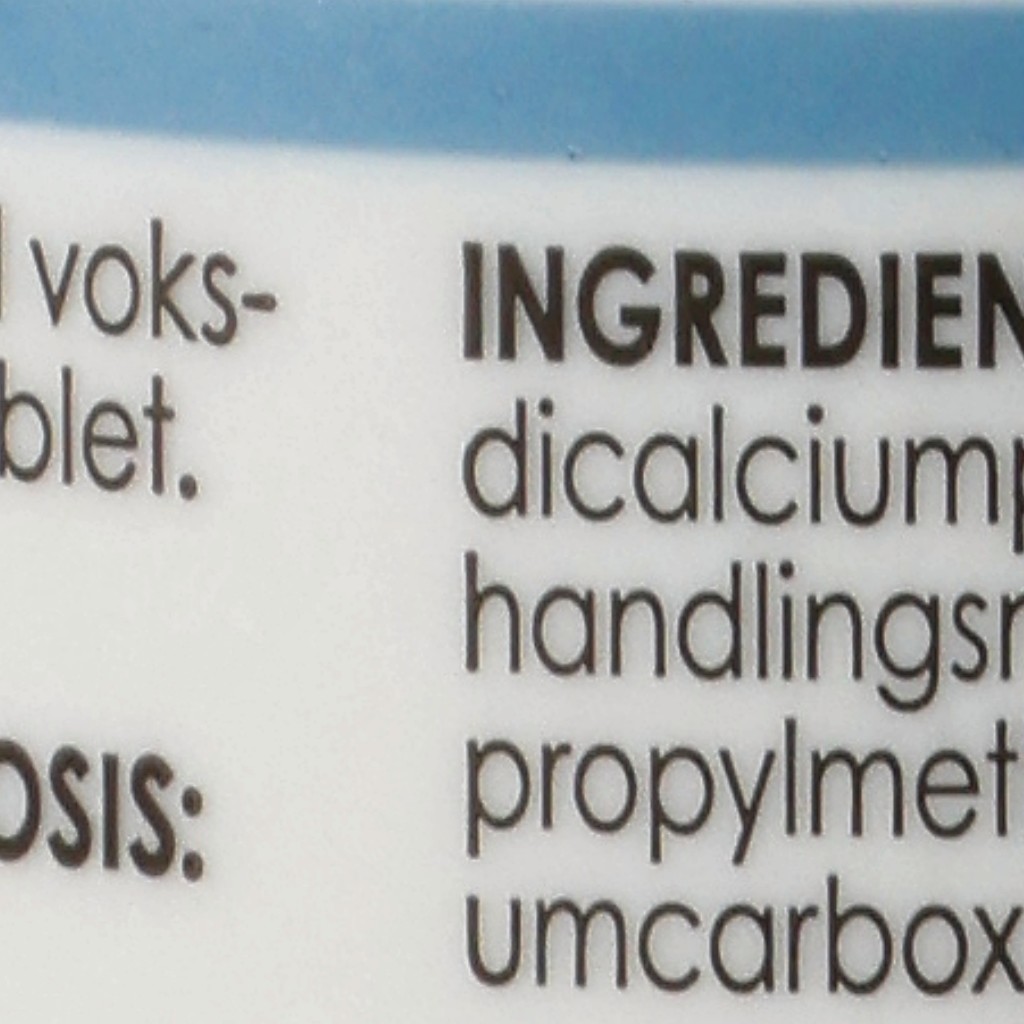 voks-
blet.
OSIS:
INGREDIEN
dicalciump
handlingsr
propylmet
umcarbox